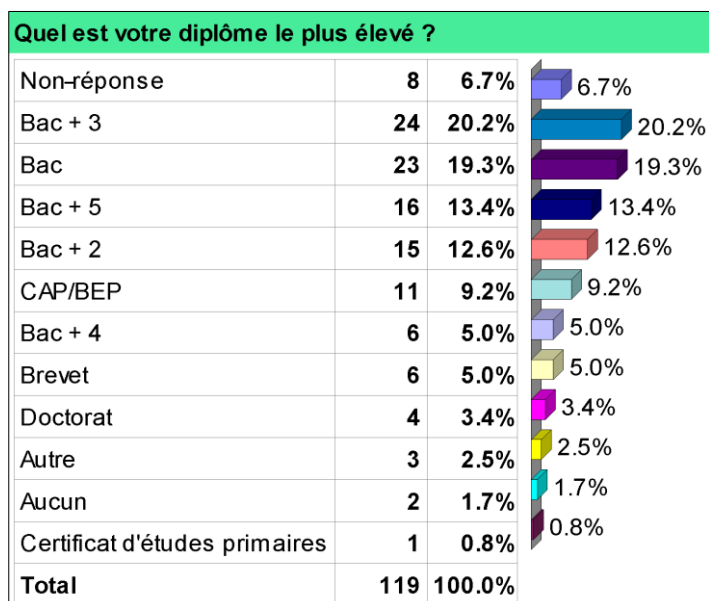 Quel est votre diplôme le plus élevé ?
Non-réponse 8 6.7% 6.7%
Bac + 3 24 20.2% 20.2%
Bac 23 19.3% 19.3%
Bac + 5 16 13.4% 13.4%
Bac + 2 15 12.6% 12.6%
CAP/BEP 11 9.2% 9.2%
Bac + 4 6 5.0% 5.0%
Brevet 6 5.0% 5.0%
Doctorat 4 3.4% 3.4%
Autre 3 2.5% 2.5%
Aucun 2 1.7% 1.7%
Certificat d'études primaires 1 0.8% 0.8%
Total 119 100.0%